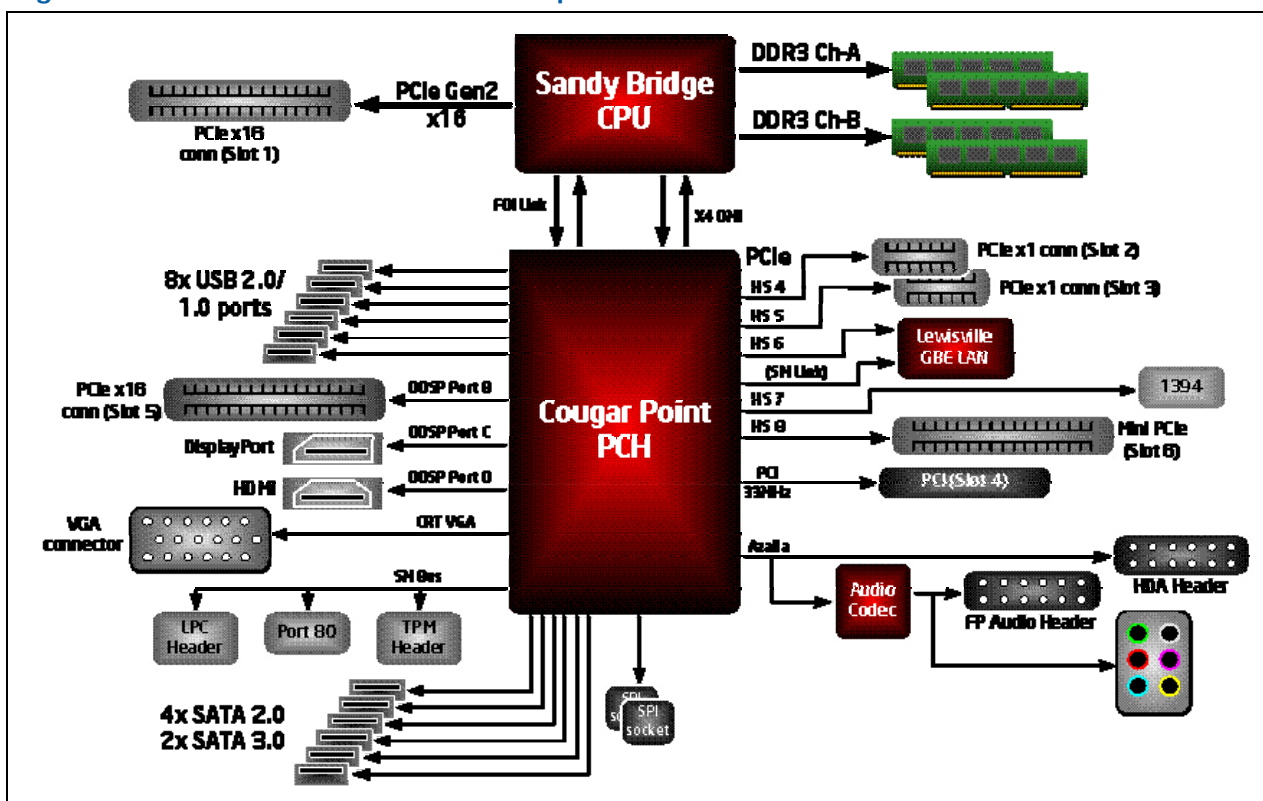 Sandy Bridge
CPU
DDR3 Ch-A
DDR3 Ch-B
PCIe Gen2
x16
PCIe x16
conn (Slot 1)
FDI Link
X4 DMI
8x USB 2.0/
1.0 ports
PCIe
HS 4
HS 5
HS 6
(SM Link)
HS 7
HS 8
PCI
33MHz
Azalia
PCIe x1 conn (Slot 2)
PCIe x1 conn (Slot 3)
Lewisville
GBE LAN
1394
Mini PCIe
(Slot 6)
PCI(Slot 4)
Cougar Point
PCH
PCIe x16
conn (Slot 5)
DDSP Port B
DisplayPort
DDSP Port C
HDMI
DDSP Port D
VGA
connector
CRT VGA
SM Bus
LPC
Header
Port 80
TPM
Header
Audio
Codec
HDA Header
FP Audio Header
4x SATA 2.0
2x SATA 3.0
SPI
SPI
socket